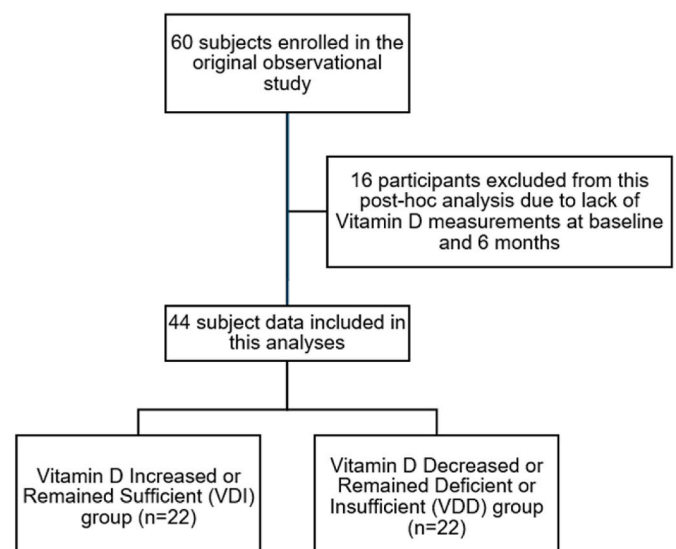 60 subjects enrolled in the
original observational
study
16 participants excluded from this
post-hoc analysis due to lack of
Vitamin D measurements at baseline
and 6 months
44 subject data included in
this analyses
Vitamin D Increased or
Remained Sufficient (VDI)
group (n=22)
Vitamin D Decreased or
Remained Deficient or
Insufficient (VDD) group
(n=22)